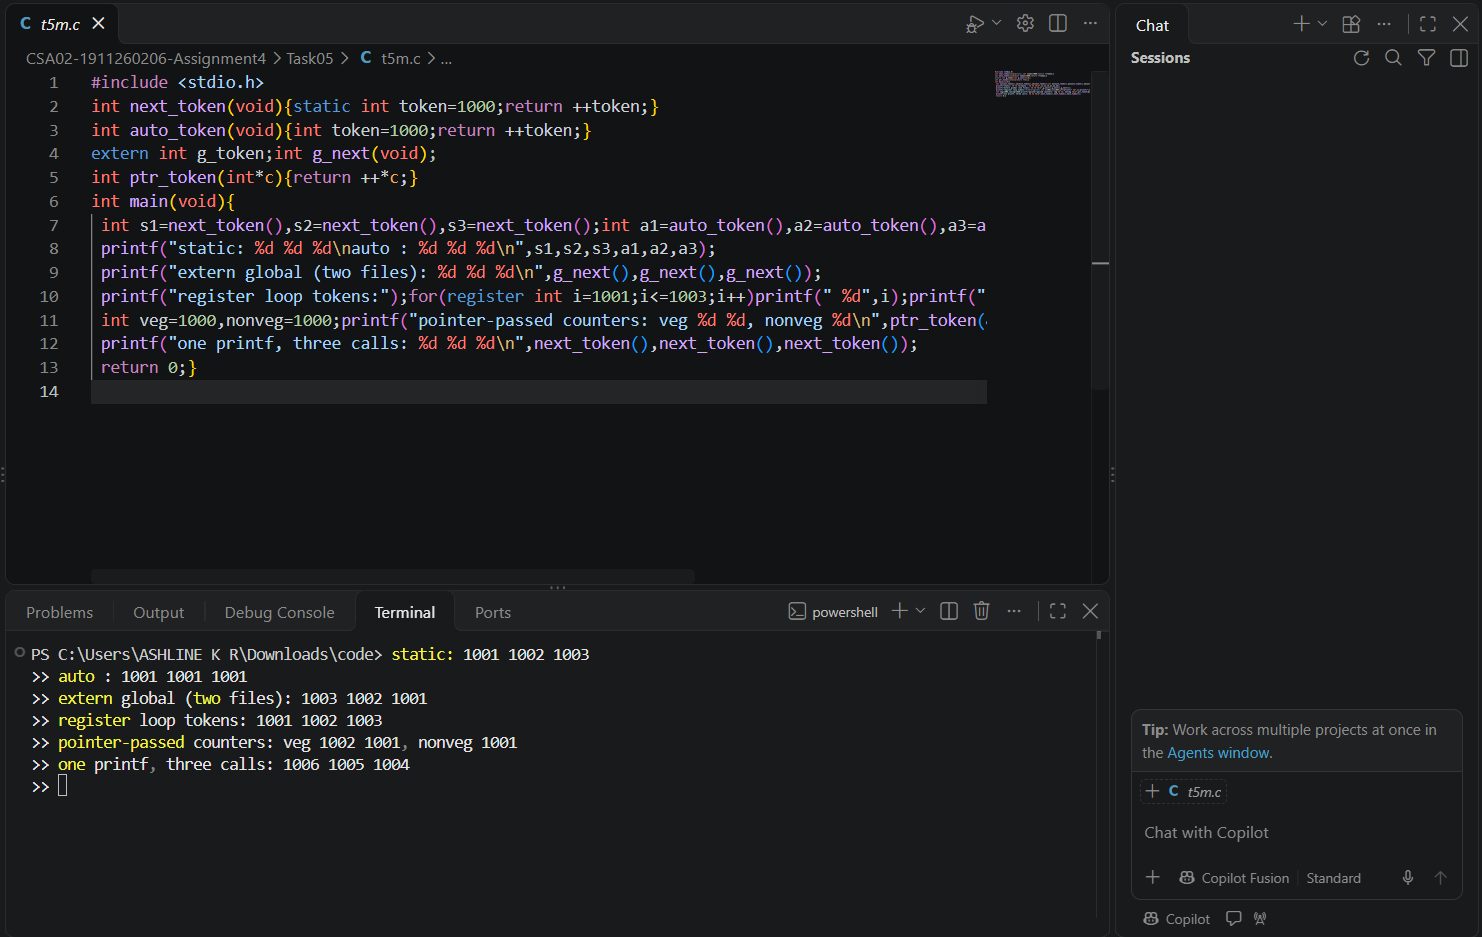 C t5m.c
CSA02-1911260206-Assignment4 > Task05 > C t5m.c > ...
1 #include <stdio.h>
2 int next_token(void){static int token=1000;return ++token;}
3 int auto_token(void){int token=1000;return ++token;}
4 extern int g_token;int g_next(void);
5 int ptr_token(int*c){return ++*c;}
6 int main(void){
7 int s1=next_token(),s2=next_token(),s3=next_token();int a1=auto_token(),a2=auto_token(),a3=a
8 printf("static: %d %d %d\nauto : %d %d %d\n",s1,s2,s3,a1,a2,a3);
9 printf("extern global (two files): %d %d %d\n",g_next(),g_next(),g_next());
10 printf("register loop tokens:");for(register int i=1001;i<=1003;i++)printf(" %d",i);printf("
11 int veg=1000,nonveg=1000;printf("pointer-passed counters: veg %d %d, nonveg %d\n",ptr_token(
12 printf("one printf, three calls: %d %d %d\n",next_token(),next_token(),next_token());
13 return 0;}
14
Problems Output Debug Console Terminal Ports
powershell
PS C:\Users\ASHLINE K R\Downloads\code> static: 1001 1002 1003
>> auto : 1001 1001 1001
>> extern global (two files): 1003 1002 1001
>> register loop tokens: 1001 1002 1003
>> pointer-passed counters: veg 1002 1001, nonveg 1001
>> one printf, three calls: 1006 1005 1004
>>
Chat
Sessions
Tip: Work across multiple projects at once in
the Agents window.
C t5m.c
Chat with Copilot
Copilot Fusion Standard
Copilot